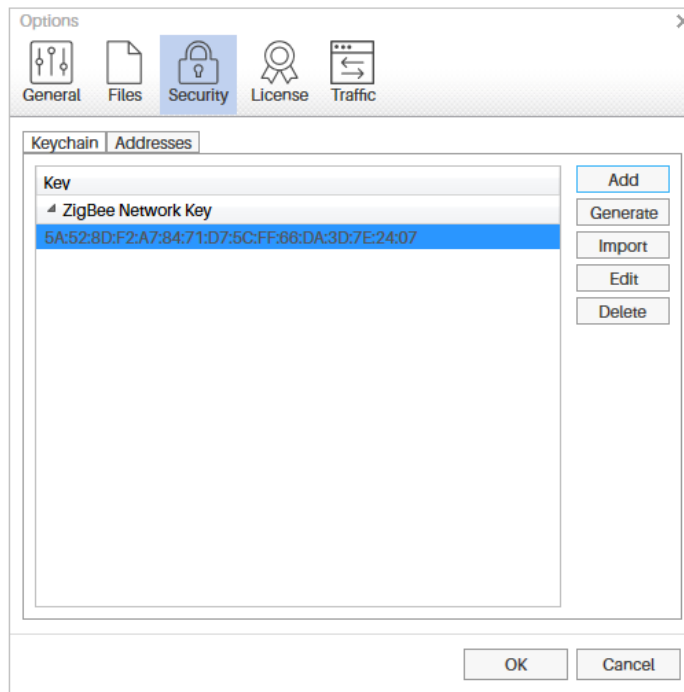 Options
General Files Security License Traffic
Keychain Addresses
Key
ZigBee Network Key
5A:52:8D:F2:A7:84:71:D7:5C:FF:66:DA:3D:7E:24:07
Add
Generate
Import
Edit
Delete
OK Cancel